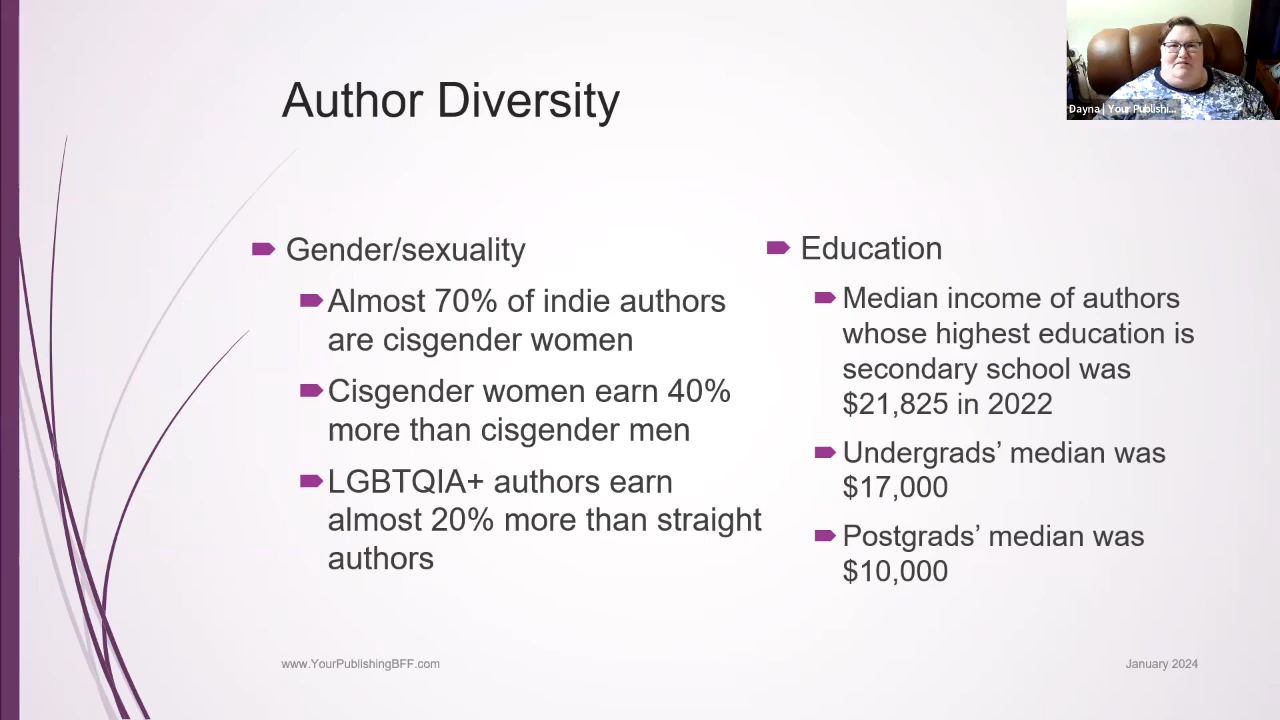 Author Diversity
Dayna | Your Publishi...
Gender/sexuality
Almost 70% of indie authors
are cisgender women
Cisgender women earn 40%
more than cisgender men
LGBTQIA+ authors earn
almost 20% more than straight
authors
Education
Median income of authors
whose highest education is
secondary school was
$21,825 in 2022
Undergrads’ median was
$17,000
Postgrads’ median was
$10,000
www.YourPublishingBFF.com
January 2024